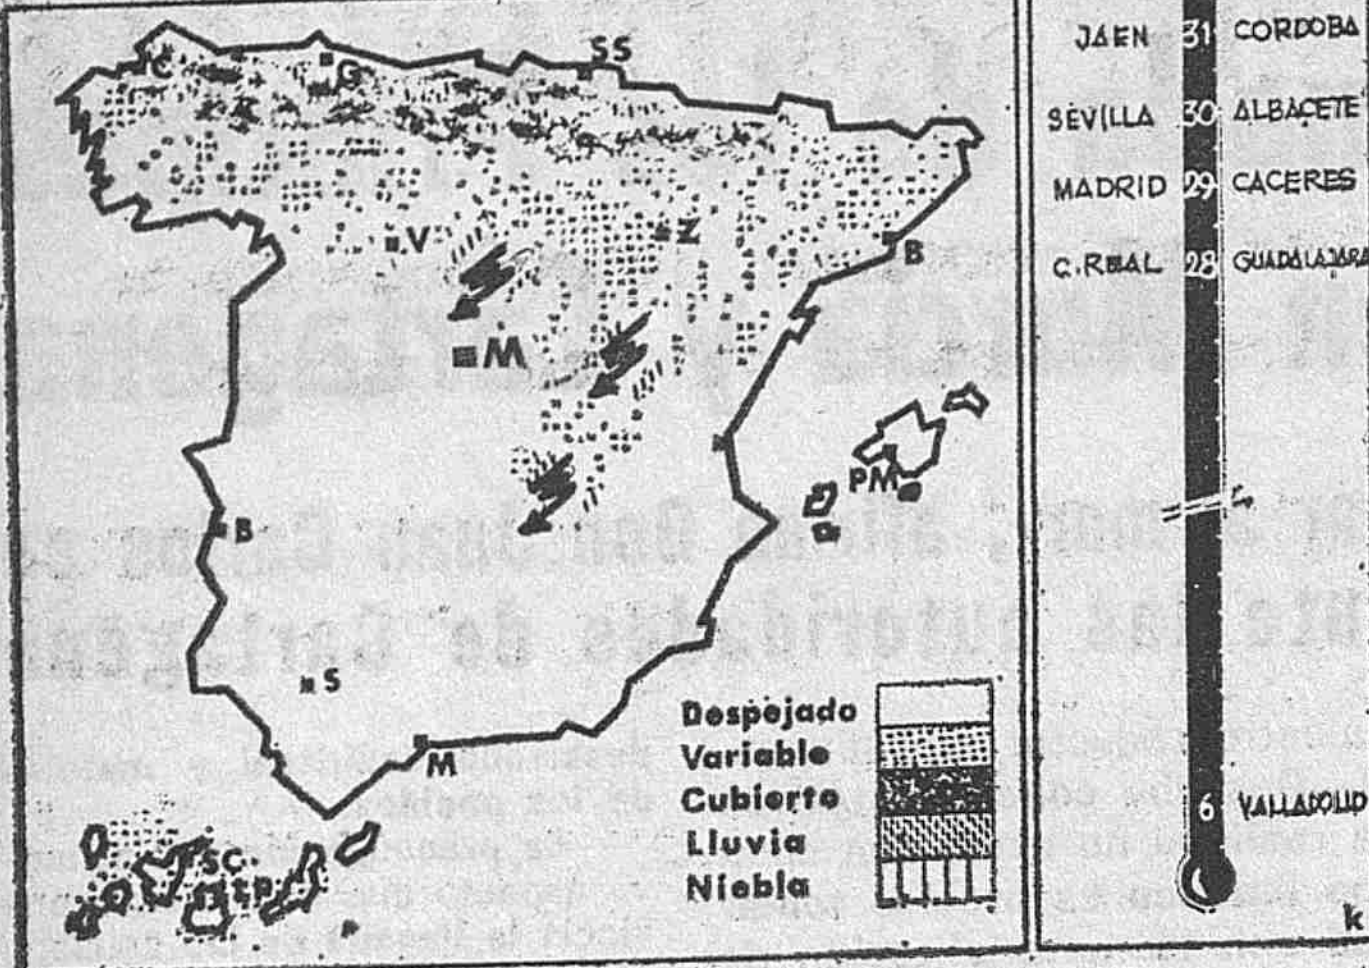 C
G
SS
V
Z
B
M
PM
B
S
M
SC
LP
Despejado
Variable
Cubierto
Lluvia
Niebla
JAEN 31 CORDOBA
SEVILLA 30 ALBACETE
MADRID 29 CACERES
C. REAL 28 GUADALAJARA
6 VALLADOLID
k